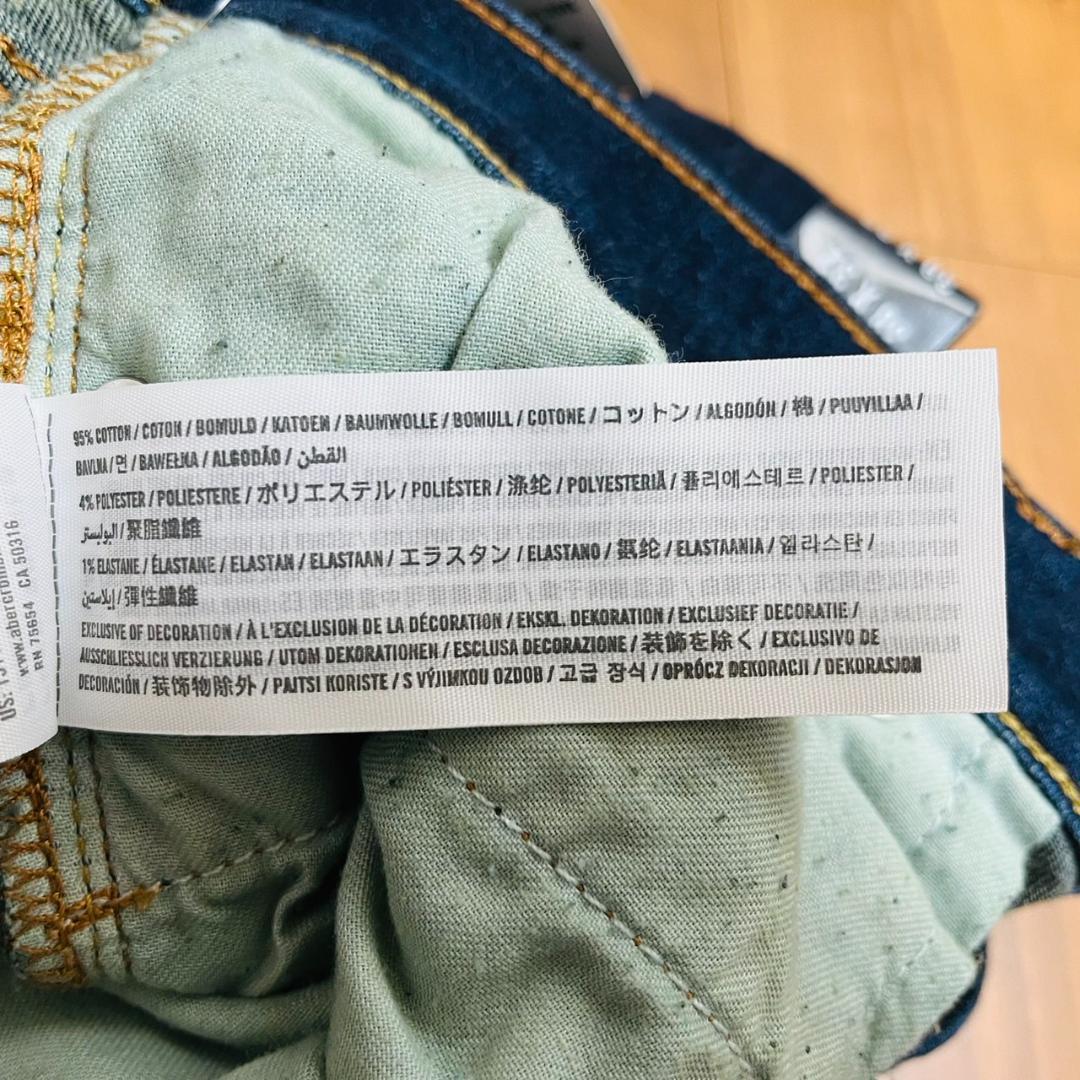 95% COTTON / COTON / BOMULD / KATOEN / BAUMWOLLE / BOMULL / COTONE / コットン / ALGODÓN / 棉 / PUUVILLAA /
BAVLNA / 면 / BAWEŁNA / ALGODÃO / القطن
4% POLYESTER / POLIESTERE / ポリエステル / POLIÉSTER / 涤纶 / POLYESTERIÄ / 폴리에스테르 / POLIESTER /
البوليستر / 聚脂纖維
1% ELASTANE / ÉLASTANE / ELASTAN / ELASTAAN / エラスタン / ELASTANO / 氨纶 / ELASTAANIA / 엘라스탄 /
إيلاستين / 彈性纖維
EXCLUSIVE OF DECORATION / À L'EXCLUSION DE LA DÉCORATION / EKSKL. DEKORATION / EXCLUSIEF DECORATIE /
AUSSCHLIESSLICH VERZIERUNG / UTOM DEKORATIONEN / ESCLUSA DECORAZIONE / 装飾を除く / EXCLUSIVO DE
DECORACIÓN / 装饰物除外 / PAITSI KORISTE / S VÝJIMKOU OZDOB / 고급 장식 / OPRÓCZ DEKORACJI / DEKORASJON
www.abercrombie
RN 75654 CA 50316